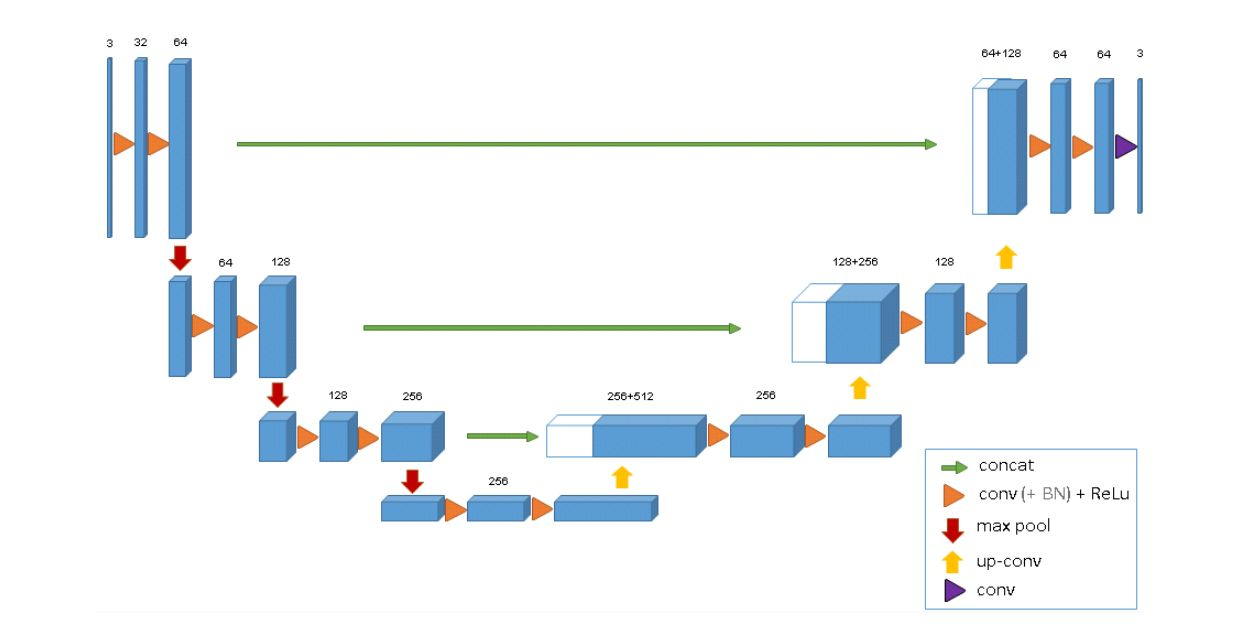 3 32 64
64+128 64 64 3
64 128
128+256 128
128 256
256+512 256
256
concat
conv (+ BN) + ReLu
max pool
up-conv
conv